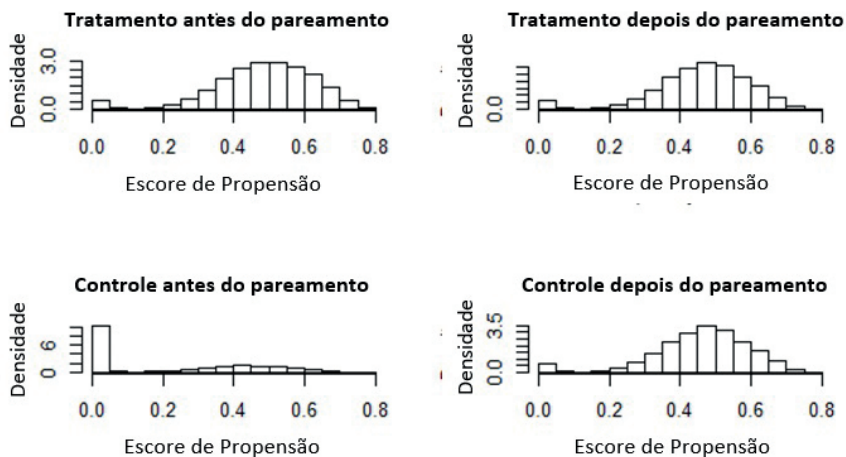 Tratamento antes do pareamento
Densidade
3.0
0.0
0.0 0.2 0.4 0.6 0.8
Escore de Propensão
Tratamento depois do pareamento
Densidade
0.0
0.0 0.2 0.4 0.6 0.8
Escore de Propensão
Controle antes do pareamento
Densidade
6
0
0.0 0.2 0.4 0.6 0.8
Escore de Propensão
Controle depois do pareamento
Densidade
3.5
0.0
0.0 0.2 0.4 0.6 0.8
Escore de Propensão